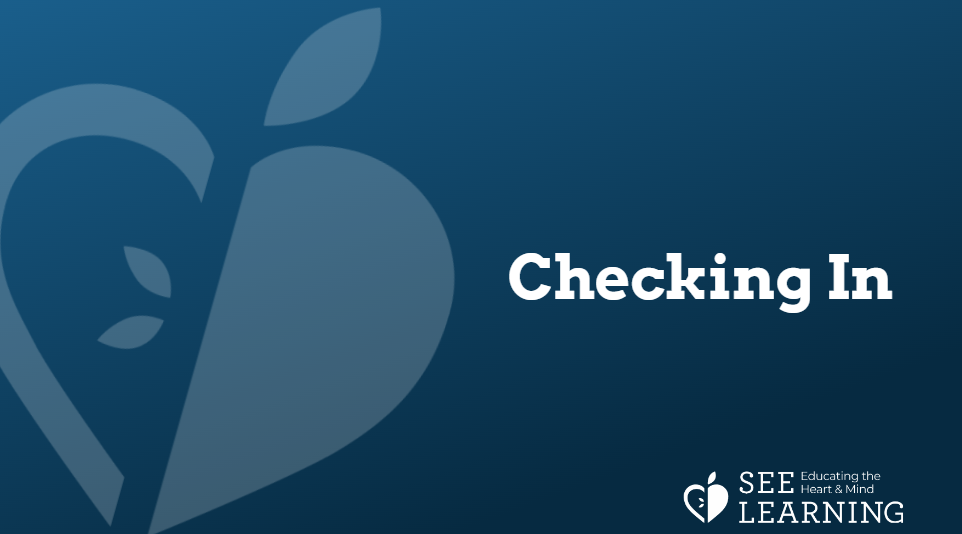 Checking In
SEE Educating the
Heart & Mind
LEARNING